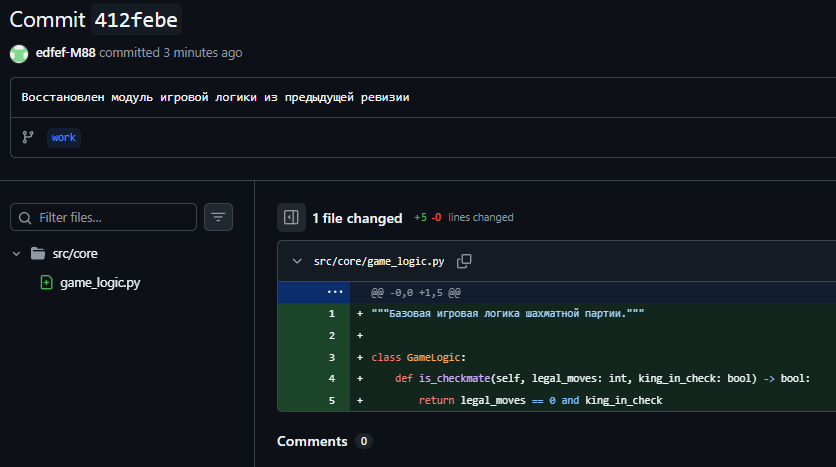 Commit 412febe
edfef-M88 committed 3 minutes ago
Восстановлен модуль игровой логики из предыдущей ревизии
work
Filter files...
src/core
game_logic.py
1 file changed +5 -0 lines changed
src/core/game_logic.py
... @@ -0,0 +1,5 @@
1 + """Базовая игровая логика шахматной партии."""
2 +
3 + class GameLogic:
4 + def is_checkmate(self, legal_moves: int, king_in_check: bool) -> bool:
5 + return legal_moves == 0 and king_in_check
Comments 0